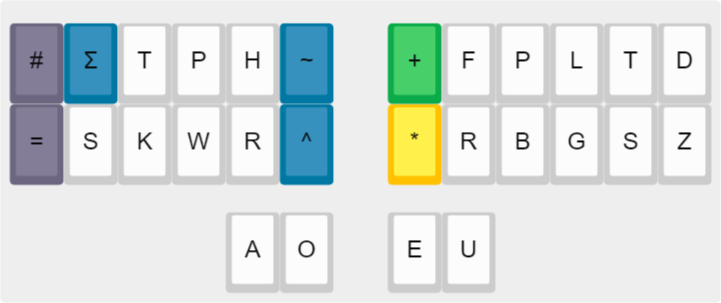 # Σ T P H ~ + F P L T D
= S K W R ^ * R B G S Z
A O E U